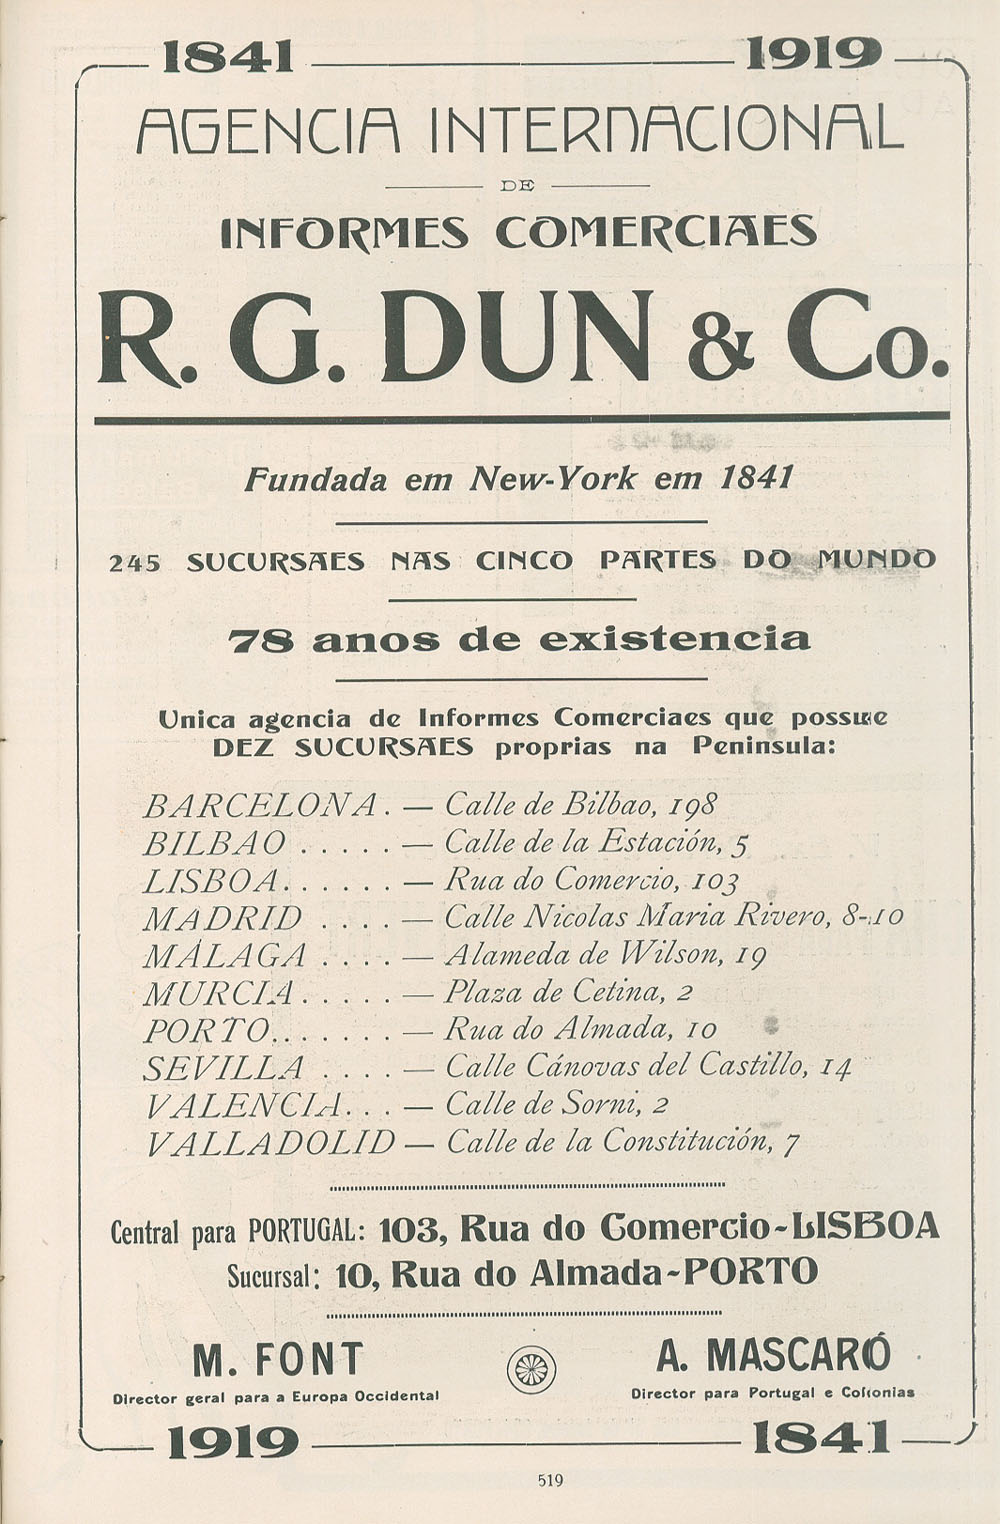 1841 1919
AGENCIA INTERNACIONAL
DE
INFORMES COMERCIAES
R. G. DUN & Co.
Fundada em New-York em 1841
245 SUCURSAES NAS CINCO PARTES DO MUNDO
78 anos de existencia
Unica agencia de Informes Comerciaes que possue
DEZ SUCURSAES proprias na Peninsula:
BARCELONA. — Calle de Bilbao, 198
BILBAO ..... — Calle de la Estación, 5
LISBOA...... — Rua do Comercio, 103
MADRID .... — Calle Nicolas Maria Rivero, 8-10
MÁLAGA .... — Alameda de Wilson, 19
MURCIA..... — Plaza de Cetina, 2
PORTO....... — Rua do Almada, 10
SEVILLA .... — Calle Cánovas del Castillo, 14
VALENCIA... — Calle de Sorni, 2
VALLADOLID — Calle de la Constitución, 7
Central para PORTUGAL: 103, Rua do Comercio-LISBOA
Sucursal: 10, Rua do Almada-PORTO
M. FONT
Director geral para a Europa Occidental
A. MASCARÓ
Director para Portugal e Colonias
1919 1841
519